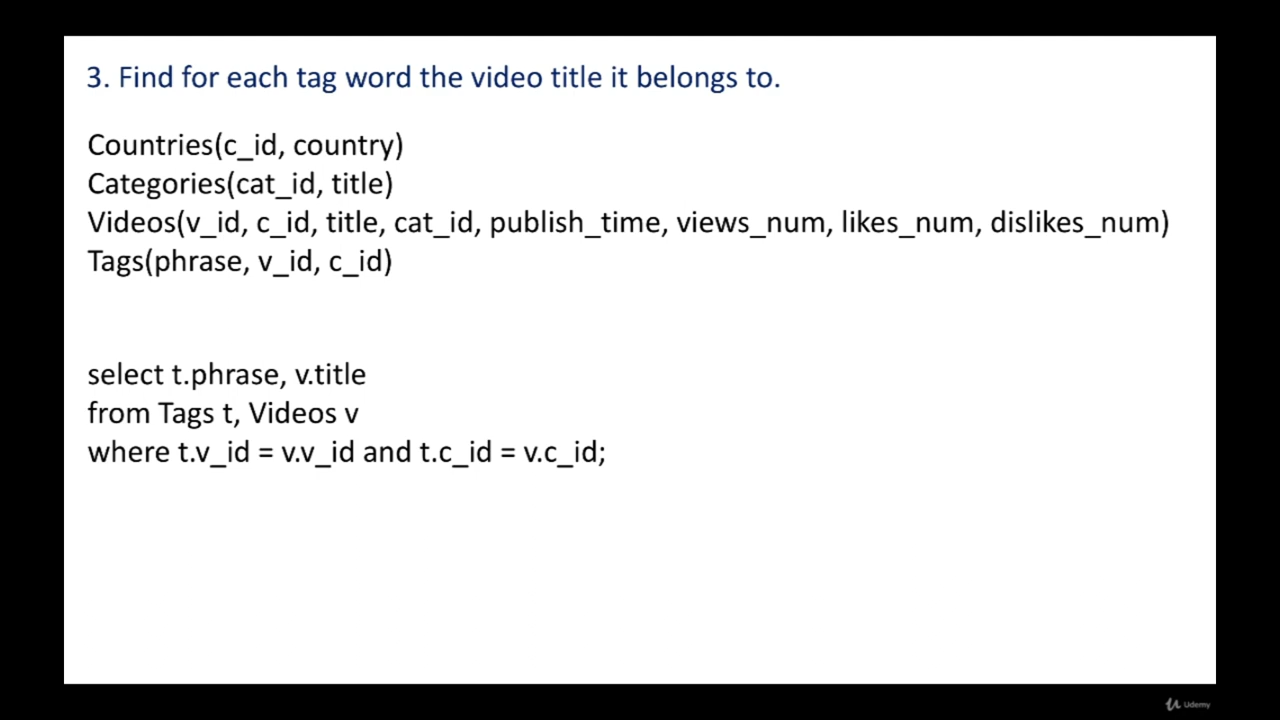 3. Find for each tag word the video title it belongs to.
Countries(c_id, country)
Categories(cat_id, title)
Videos(v_id, c_id, title, cat_id, publish_time, views_num, likes_num, dislikes_num)
Tags(phrase, v_id, c_id)
select t.phrase, v.title
from Tags t, Videos v
where t.v_id = v.v_id and t.c_id = v.c_id;
Udemy